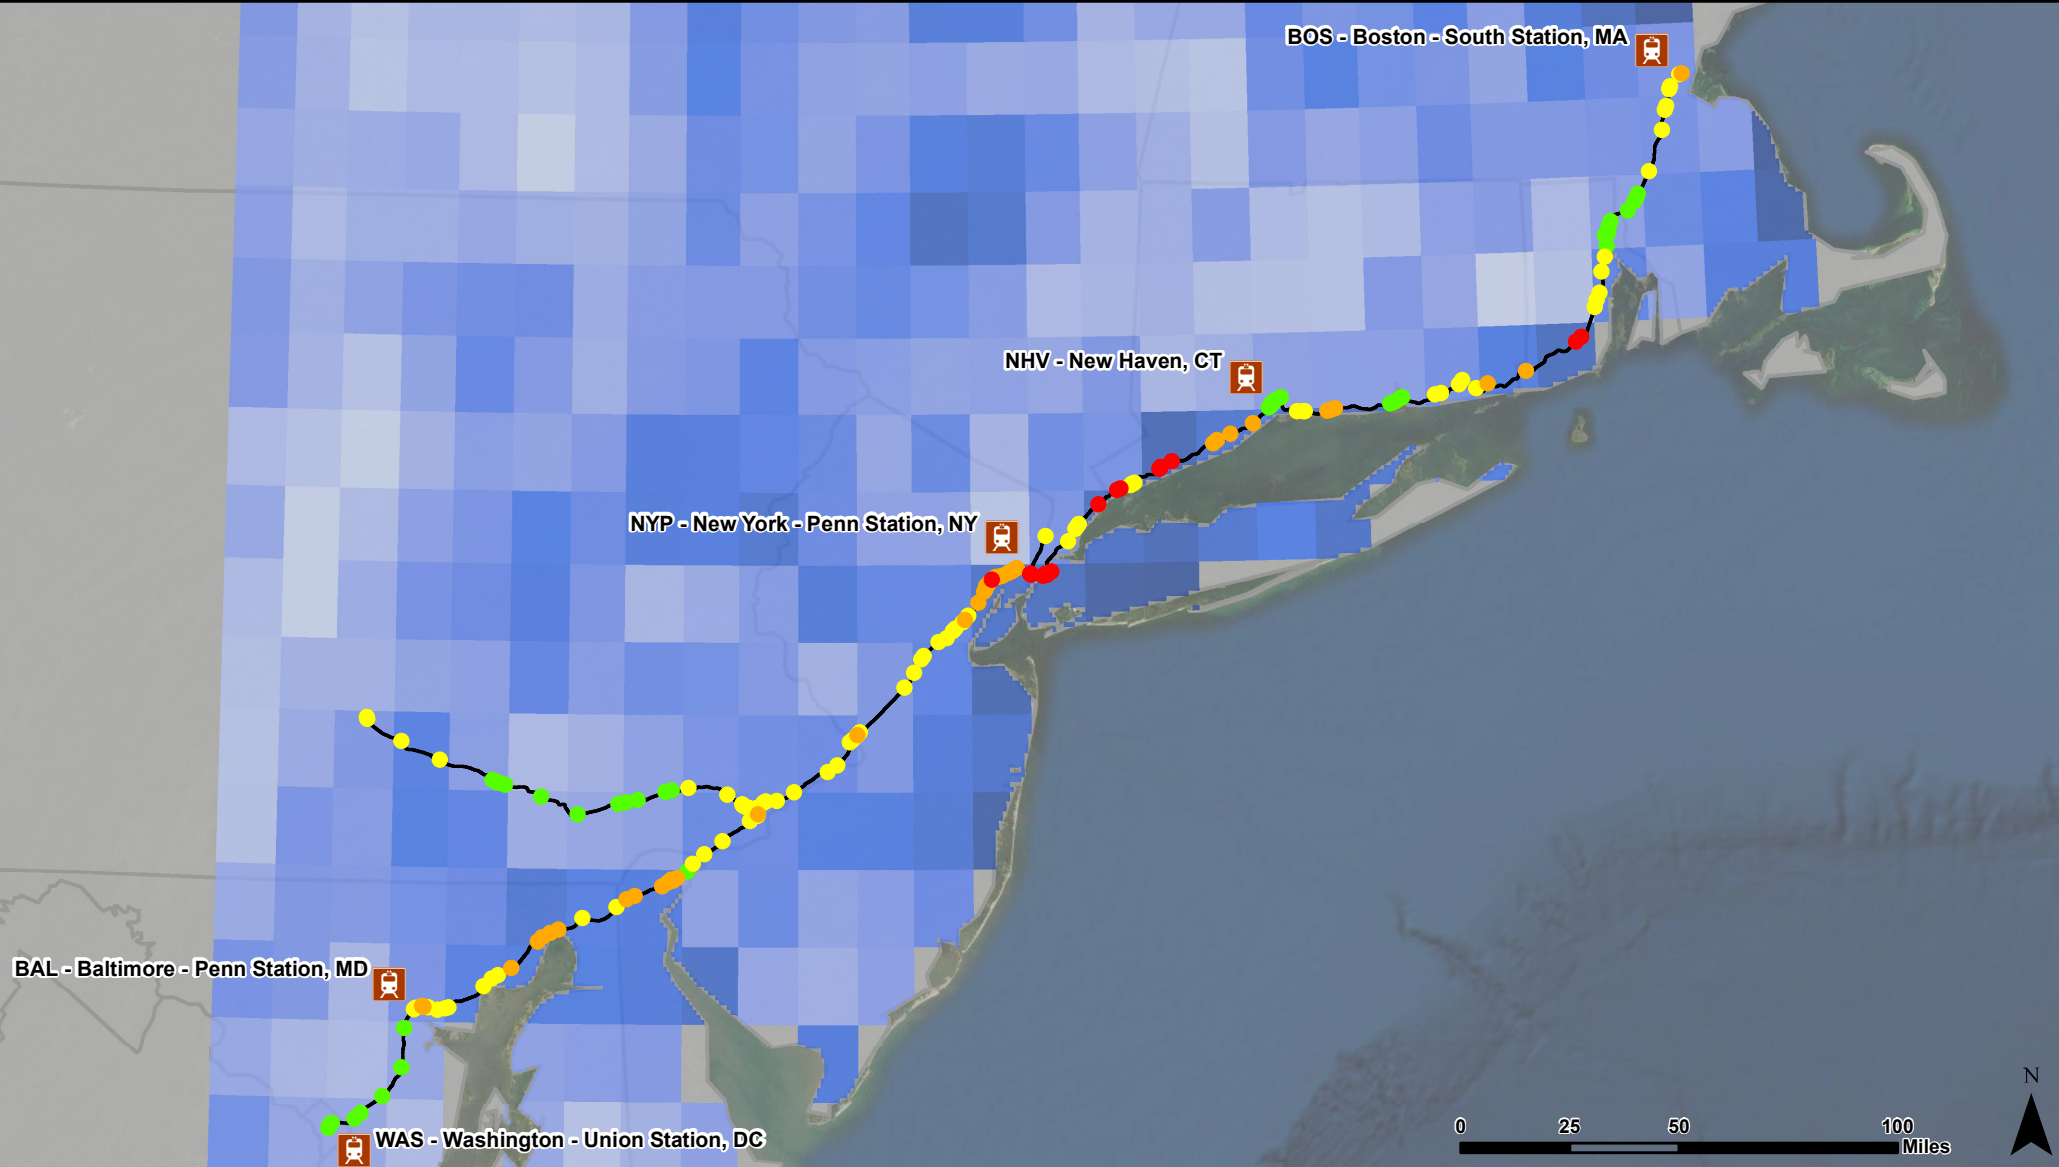 BOS - Boston - South Station, MA
NHV - New Haven, CT
NYP - New York - Penn Station, NY
BAL - Baltimore - Penn Station, MD
WAS - Washington - Union Station, DC
N
0 25 50 100
Miles